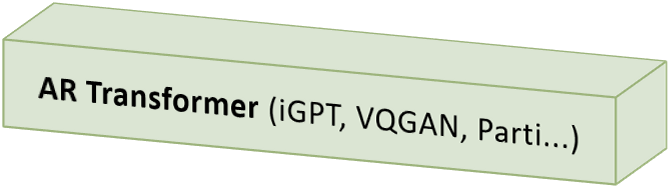 AR Transformer (iGPT, VQGAN, Parti...)